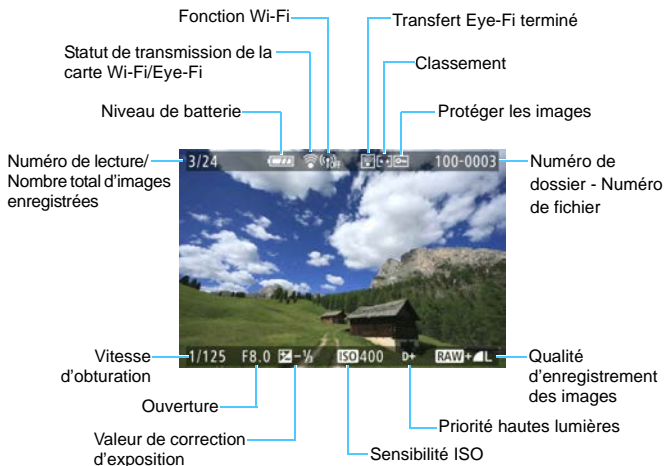 Fonction Wi-Fi
Transfert Eye-Fi terminé
Statut de transmission de la
carte Wi-Fi/Eye-Fi
Classement
Niveau de batterie
Protéger les images
Numéro de lecture/
Nombre total d'images
enregistrées
3/24
OFF
100-0003
Numéro de
dossier - Numéro
de fichier
1/125 F8.0 -⅓ ISO 400 D+ RAW+L
Vitesse
d'obturation
Qualité
d'enregistrement
des images
Ouverture
Priorité hautes lumières
Valeur de correction
d'exposition
Sensibilité ISO